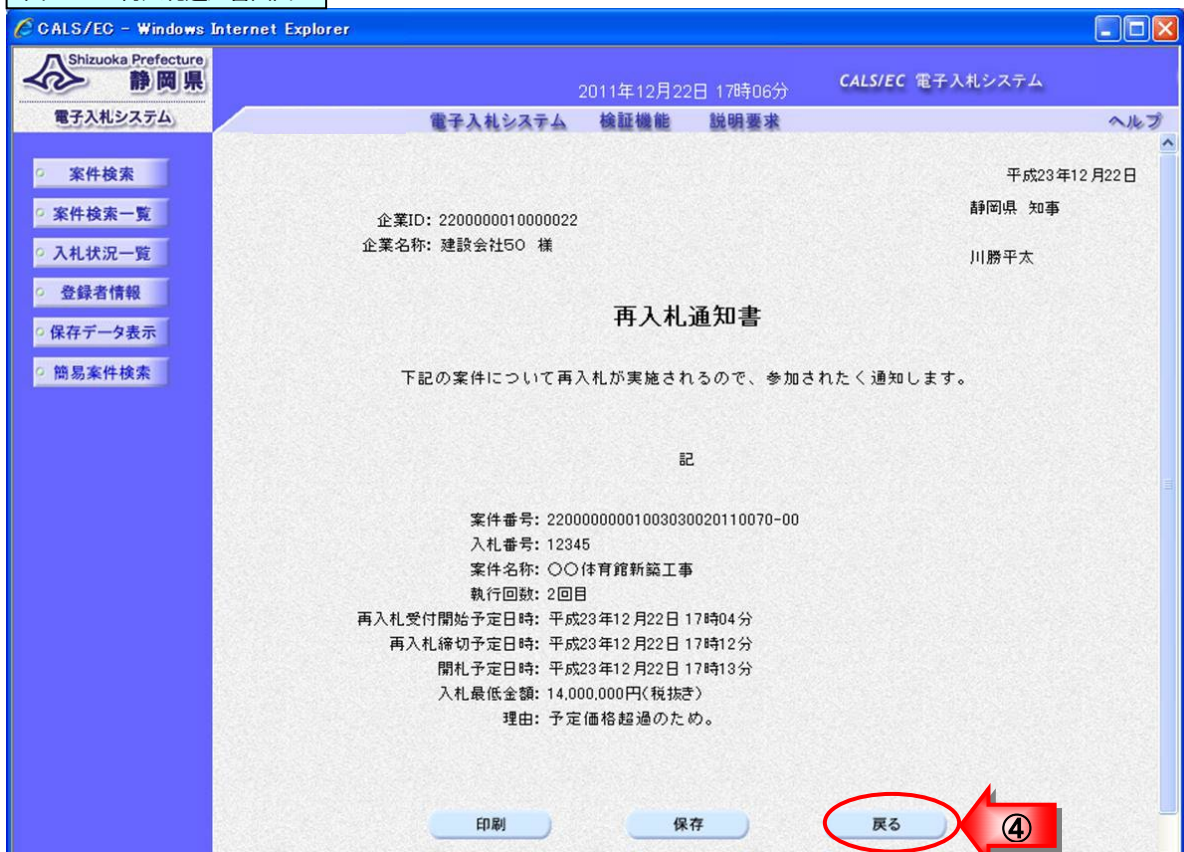 CALS/EC - Windows Internet Explorer
Shizuoka Prefecture
静岡県
電子入札システム
2011年12月22日 17時06分
CALS/EC 電子入札システム
電子入札システム 検証機能 説明要求 ヘルプ
案件検索
案件検索一覧
入札状況一覧
登録者情報
保存データ表示
簡易案件検索
平成23年12月22日
静岡県 知事
企業ID: 2200000010000022
企業名称: 建設会社50 様
川勝平太
再入札通知書
下記の案件について再入札が実施されるので、参加されたく通知します。
記
案件番号: 2200000000100303002011​0070-00
入札番号: 12345
案件名称: 〇〇体育館新築工事
執行回数: 2回目
再入札受付開始予定日時: 平成23年12月22日 17時04分
再入札締切予定日時: 平成23年12月22日 17時12分
開札予定日時: 平成23年12月22日 17時13分
入札最低金額: 14,000,000円(税抜き)
理由: 予定価格超過のため。
印刷 保存 戻る ④